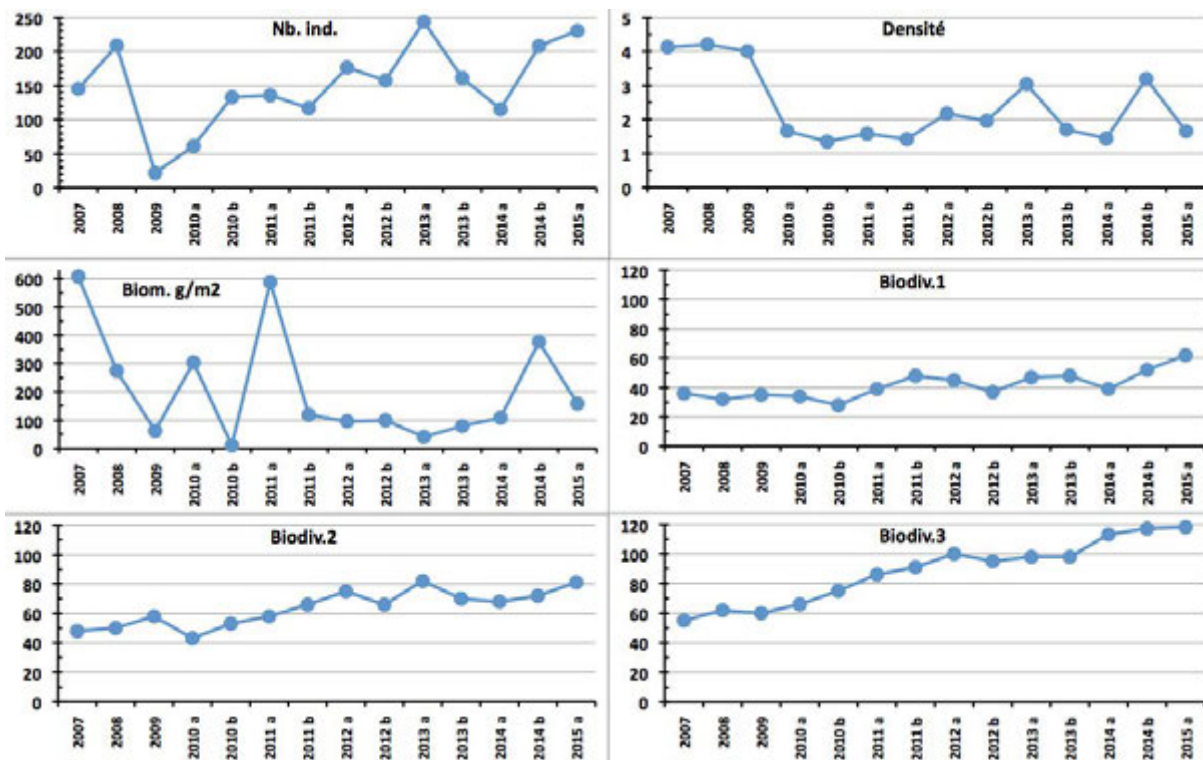 Nb. ind.
250
200
150
100
50
0
2007
2008
2009
2010 a
2010 b
2011 a
2011 b
2012 a
2012 b
2013 a
2013 b
2014 a
2014 b
2015 a
Densité
5
4
3
2
1
0
2007
2008
2009
2010 a
2010 b
2011 a
2011 b
2012 a
2012 b
2013 a
2013 b
2014 a
2014 b
2015 a
Biom. g/m2
600
500
400
300
200
100
0
2007
2008
2009
2010 a
2010 b
2011 a
2011 b
2012 a
2012 b
2013 a
2013 b
2014 a
2014 b
2015 a
Biodiv.1
120
100
80
60
40
20
0
2007
2008
2009
2010 a
2010 b
2011 a
2011 b
2012 a
2012 b
2013 a
2013 b
2014 a
2014 b
2015 a
Biodiv.2
120
100
80
60
40
20
0
2007
2008
2009
2010 a
2010 b
2011 a
2011 b
2012 a
2012 b
2013 a
2013 b
2014 a
2014 b
2015 a
Biodiv.3
120
100
80
60
40
20
0
2007
2008
2009
2010 a
2010 b
2011 a
2011 b
2012 a
2012 b
2013 a
2013 b
2014 a
2014 b
2015 a